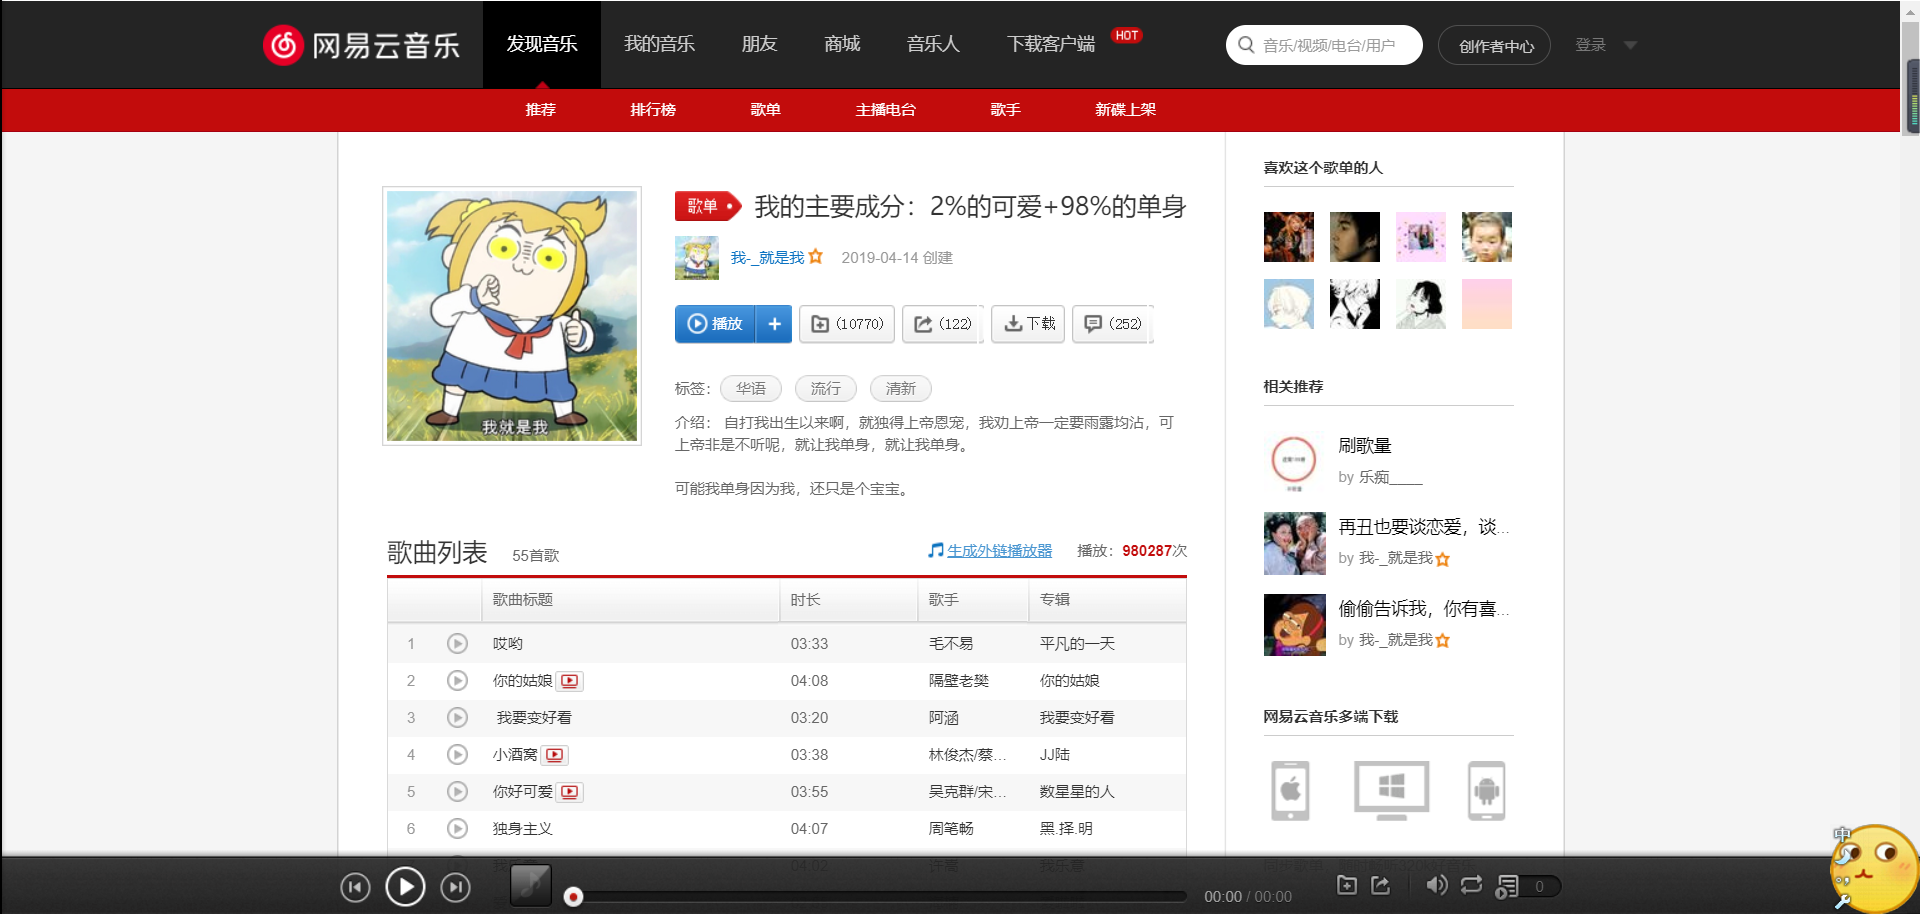 网易云音乐
发现音乐
我的音乐
朋友
商城
音乐人
下载客户端
HOT
音乐/视频/电台/用户
创作者中心
登录
推荐
排行榜
歌单
主播电台
歌手
新碟上架
我就是我
歌单
我的主要成分：2%的可爱+98%的单身
我-_就是我
2019-04-14 创建
播放
(10770)
(122)
下载
(252)
标签：
华语
流行
清新
介绍： 自打我出生以来啊，就独得上帝恩宠，我劝上帝一定要雨露均沾，可
上帝非是不听呢，就让我单身，就让我单身。
可能我单身因为我，还只是个宝宝。
歌曲列表
55首歌
生成外链播放器
播放：980287次
歌曲标题 时长 歌手 专辑
1 哎哟 03:33 毛不易 平凡的一天
2 你的姑娘 04:08 隔壁老樊 你的姑娘
3 我要变好看 03:20 阿涵 我要变好看
4 小酒窝 03:38 林俊杰/蔡... JJ陆
5 你好可爱 03:55 吴克群/宋... 数星星的人
6 独身主义 04:07 周笔畅 黑.择.明
我乐意 04:02 许嵩 我乐意
喜欢这个歌单的人
相关推荐
刷歌量
by 乐痴____
再丑也要谈恋爱，谈...
by 我-_就是我
偷偷告诉我，你有喜...
by 我-_就是我
网易云音乐多端下载
00:00 / 00:00
0
中